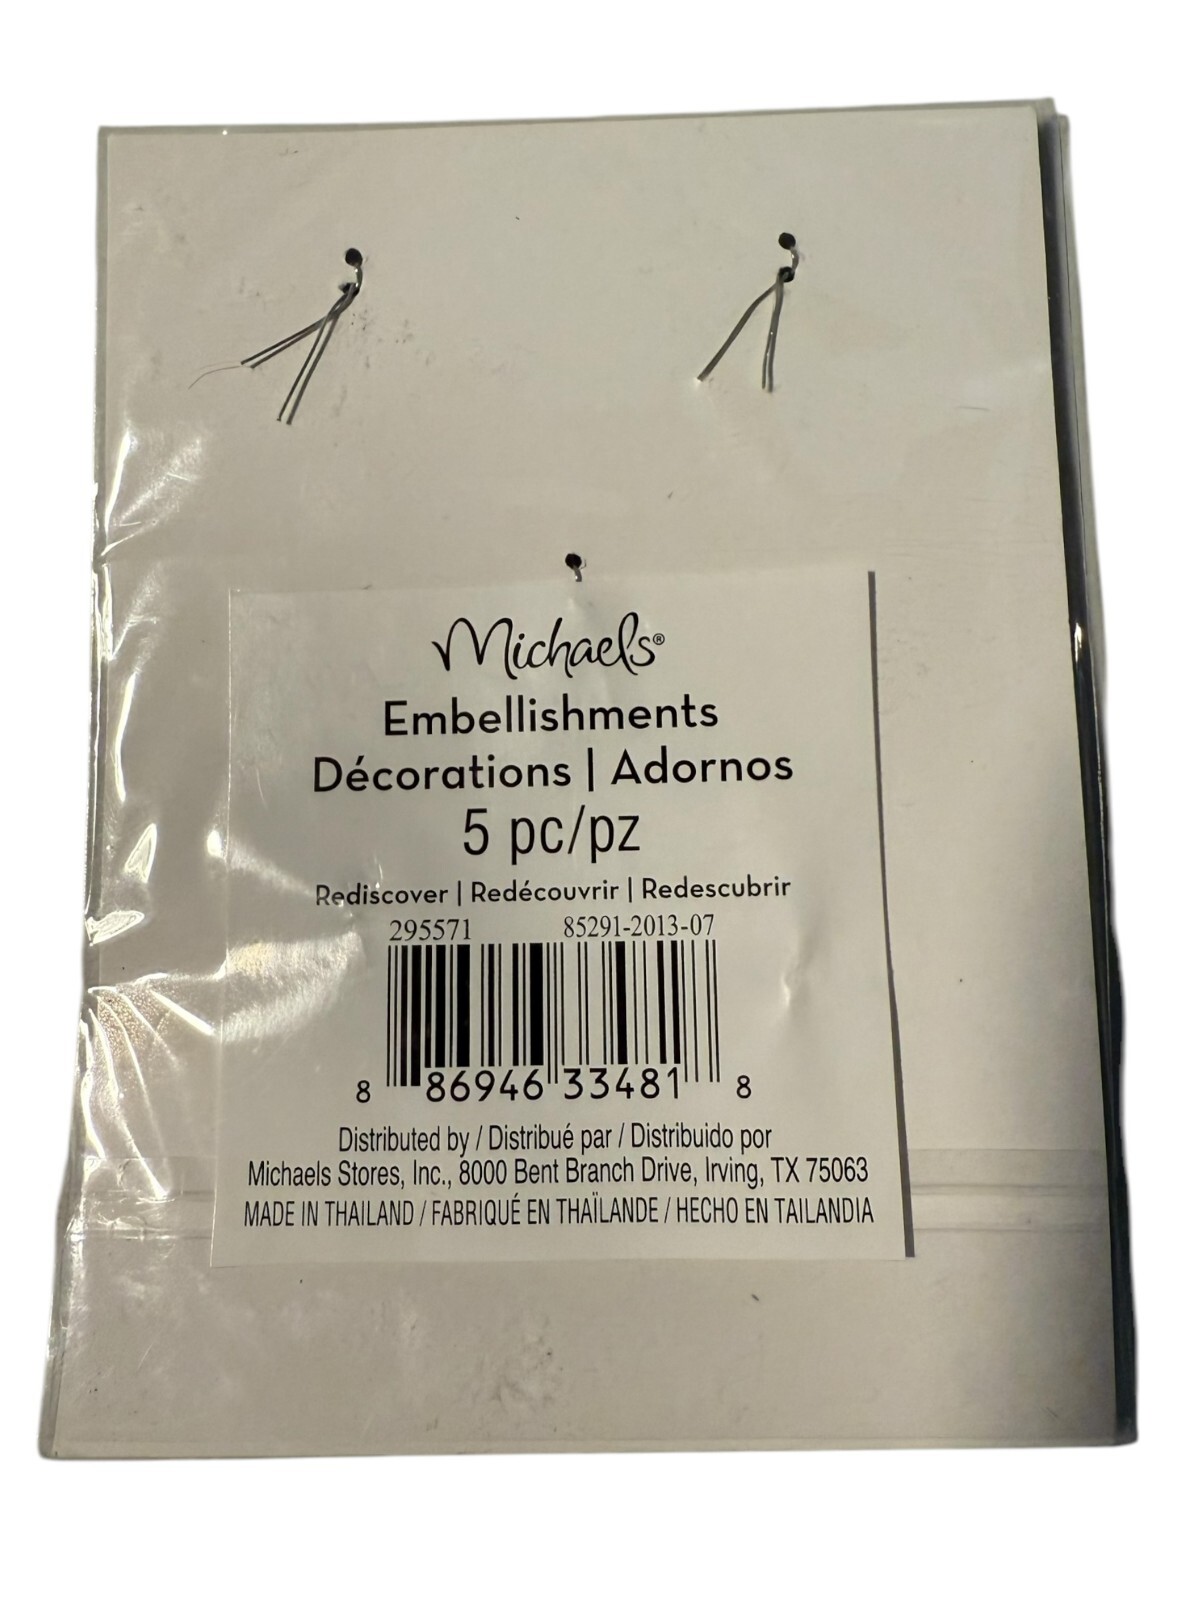 Michaels®
Embellishments
Décorations | Adornos
5 pc/pz
Rediscover | Redécouvrir | Redescubrir
295571 85291-2013-07
8 86946 33481 8
Distributed by / Distribué par / Distribuido por
Michaels Stores, Inc., 8000 Bent Branch Drive, Irving, TX 75063
MADE IN THAILAND / FABRIQUÉ EN THAÏLANDE / HECHO EN TAILANDIA